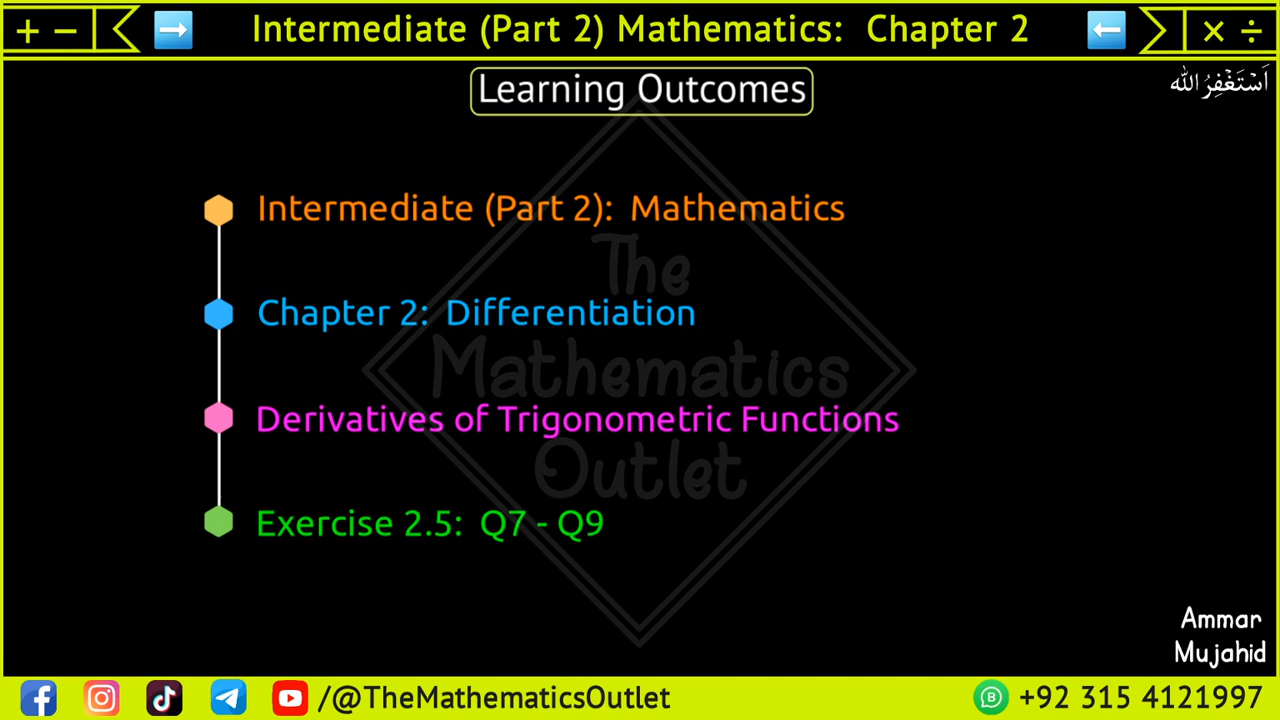 + − Intermediate (Part 2) Mathematics: Chapter 2 × ÷
Learning Outcomes
اَسْتَغْفِرُ اللّٰه
Intermediate (Part 2): Mathematics
Chapter 2: Differentiation
Derivatives of Trigonometric Functions
Exercise 2.5: Q7 - Q9
The
Mathematics
Outlet
Ammar
Mujahid
/@TheMathematicsOutlet
+92 315 4121997